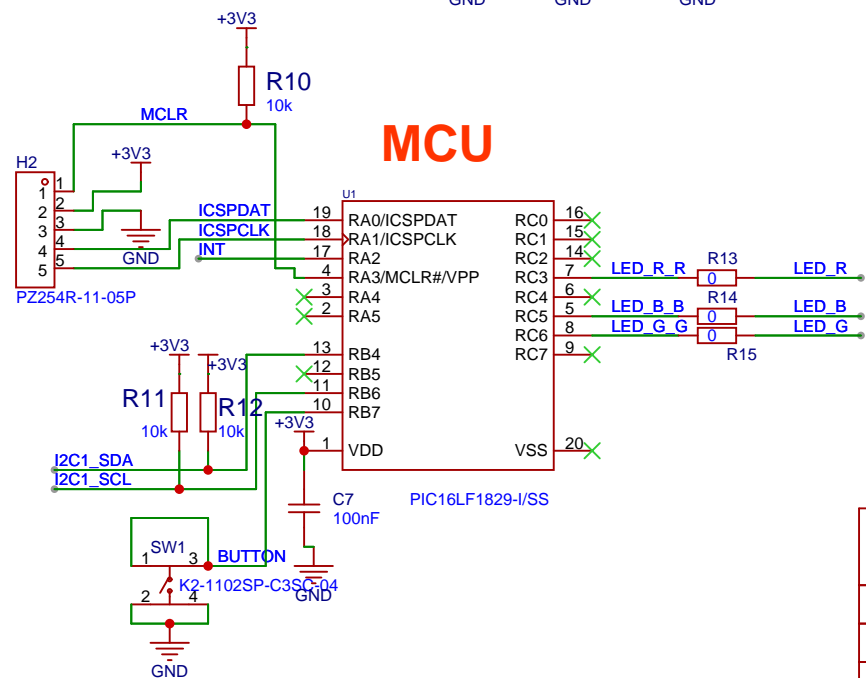 GND GND GND
+3V3
R10
10k
MCLR
MCU
+3V3
H2
1 1
2 2
3 3
4 4
5 5
GND
PZ254R-11-05P
ICSPDAT
ICSPCLK
INT
U1
19 RA0/ICSPDAT RC0 16
18 RA1/ICSPCLK RC1 15
17 RA2 RC2 14
4 RA3/MCLR#/VPP RC3 7
3 RA4 RC4 6
2 RA5 RC5 5
RC6 8
13 RB4 RC7 9
12 RB5
11 RB6
10 RB7
1 VDD VSS 20
PIC16LF1829-I/SS
LED_R_R R13 0 LED_R
LED_B_B R14 0 LED_B
LED_G_G 0 LED_G
R15
+3V3 +3V3
R11 R12
10k 10k
+3V3
I2C1_SDA
I2C1_SCL
C7
100nF
GND
SW1
1 3 BUTTON
K2-1102SP-C3SC-04
2 4
GND